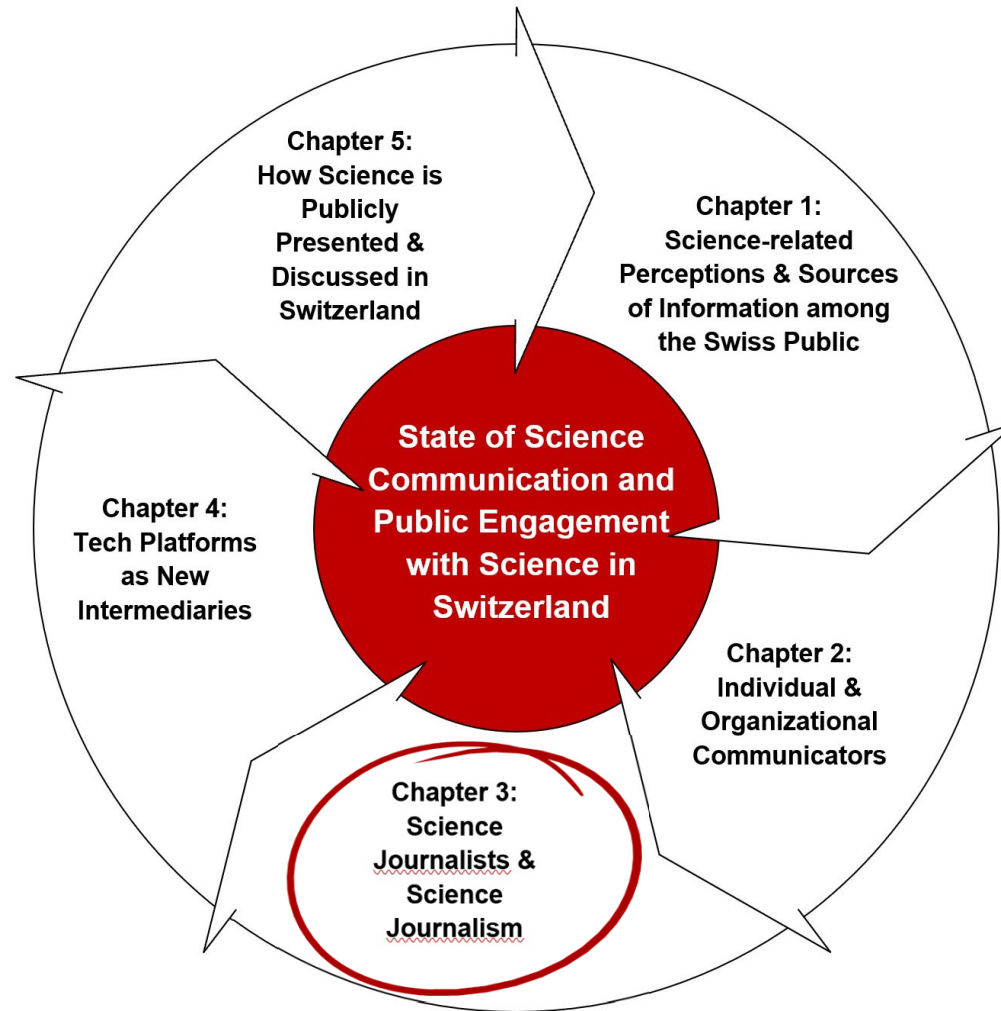 Chapter 5:
How Science is
Publicly
Presented &
Discussed in
Switzerland
Chapter 1:
Science-related
Perceptions & Sources
of Information among
the Swiss Public
State of Science
Communication and
Public Engagement
with Science in
Switzerland
Chapter 4:
Tech Platforms
as New
Intermediaries
Chapter 2:
Individual &
Organizational
Communicators
Chapter 3:
Science
Journalists &
Science
Journalism